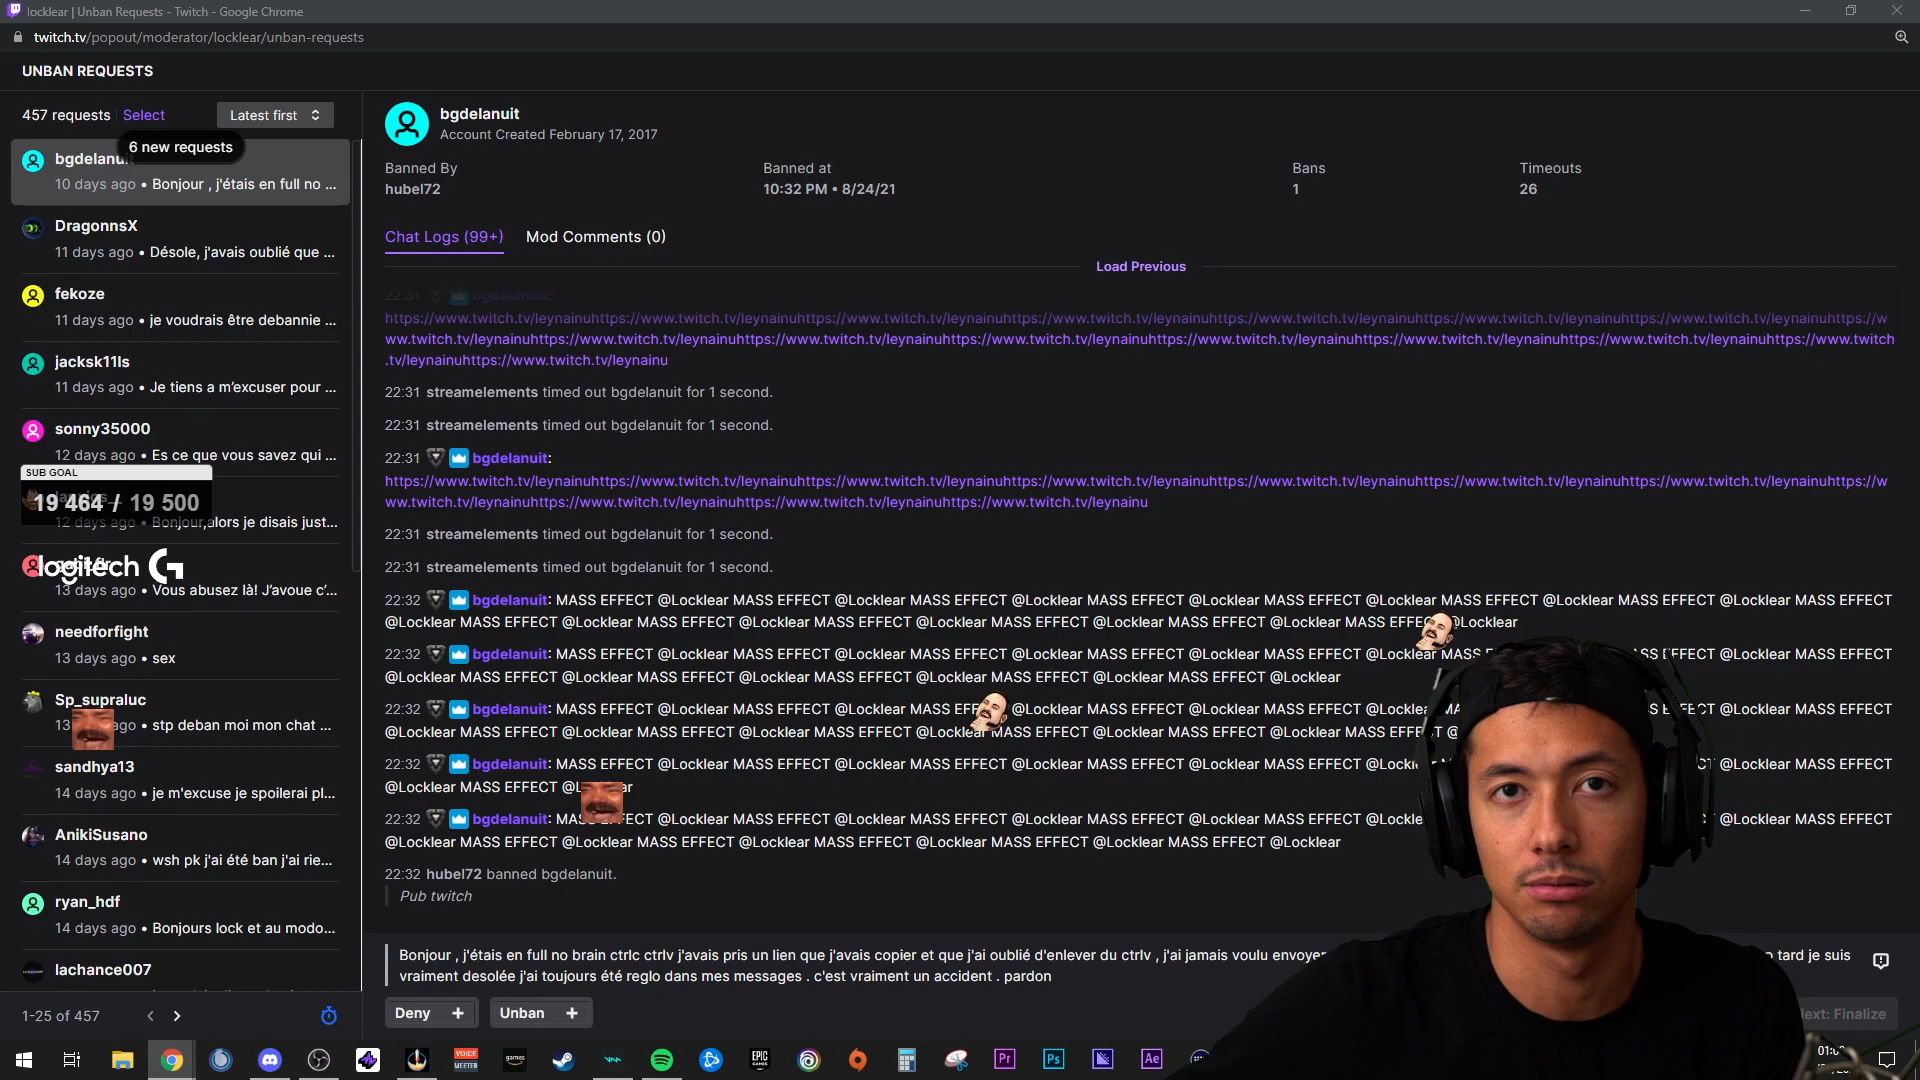 locklear | Unban Requests - Twitch - Google Chrome
twitch.tv/popout/moderator/locklear/unban-requests
UNBAN REQUESTS
457 requests
Select
Latest first
6 new requests
10 days ago • Bonjour , j'étais en full no ...
DragonnsX
11 days ago • Désole, j'avais oublié que ...
fekoze
11 days ago • je voudrais être debannie ...
jacksk11ls
11 days ago • Je tiens a m'excuser pour ...
sonny35000
12 days ago • Es ce que vous savez qui ...
SUB GOAL
19 464 / 19 500
12 days ago • Bonjour,alors je disais just...
logitech G
13 days ago • Vous abusez là! J'avoue c'...
needforfight
13 days ago • sex
Sp_supraluc
13 ago • stp deban moi mon chat ...
sandhya13
14 days ago • je m'excuse je spoilerai pl...
AnikiSusano
14 days ago • wsh pk j'ai été ban j'ai rie...
ryan_hdf
14 days ago • Bonjours lock et au modo...
lachance007
1-25 of 457
bgdelanuit
Account Created February 17, 2017
Banned By
hubel72
Banned at
10:32 PM • 8/24/21
Bans
1
Timeouts
26
Chat Logs (99+)
Mod Comments (0)
Load Previous
22:31 bgdelanuit:
https://www.twitch.tv/leynainuhttps://www.twitch.tv/leynainuhttps://www.twitch.tv/leynainuhttps://www.twitch.tv/leynainuhttps://www.twitch.tv/leynainuhttps://www.twitch.tv/leynainuhttps://www.twitch.tv/leynainuhttps://w
ww.twitch.tv/leynainuhttps://www.twitch.tv/leynainuhttps://www.twitch.tv/leynainuhttps://www.twitch.tv/leynainuhttps://www.twitch.tv/leynainuhttps://www.twitch.tv/leynainuhttps://www.twitch.tv/leynainuhttps://www.twitch
.tv/leynainuhttps://www.twitch.tv/leynainu
22:31 streamelements timed out bgdelanuit for 1 second.
22:31 streamelements timed out bgdelanuit for 1 second.
22:31 bgdelanuit:
https://www.twitch.tv/leynainuhttps://www.twitch.tv/leynainuhttps://www.twitch.tv/leynainuhttps://www.twitch.tv/leynainuhttps://www.twitch.tv/leynainuhttps://www.twitch.tv/leynainuhttps://www.twitch.tv/leynainuhttps://w
ww.twitch.tv/leynainuhttps://www.twitch.tv/leynainuhttps://www.twitch.tv/leynainuhttps://www.twitch.tv/leynainu
22:31 streamelements timed out bgdelanuit for 1 second.
22:31 streamelements timed out bgdelanuit for 1 second.
22:32 bgdelanuit: MASS EFFECT @Locklear MASS EFFECT @Locklear MASS EFFECT @Locklear MASS EFFECT @Locklear MASS EFFECT @Locklear MASS EFFECT @Locklear MASS EFFECT @Locklear MASS EFFECT
@Locklear MASS EFFECT @Locklear MASS EFFECT @Locklear MASS EFFECT @Locklear MASS EFFECT @Locklear MASS EFFECT @Locklear MASS EFFECT @Locklear
22:32 bgdelanuit: MASS EFFECT @Locklear MASS EFFECT @Locklear MASS EFFECT @Locklear MASS EFFECT @Locklear MASS EFFECT @Locklear MASS EFFECT @Locklear MASS EFFECT @Locklear MASS EFFECT
@Locklear MASS EFFECT @Locklear MASS EFFECT @Locklear MASS EFFECT @Locklear MASS EFFECT @Locklear MASS EFFECT @Locklear
22:32 bgdelanuit: MASS EFFECT @Locklear MASS EFFECT @Locklear MASS @Locklear MASS EFFECT @Locklear MASS EFFECT @Locklear MASS @Locklear MASS EFFECT
@Locklear MASS EFFECT @Locklear MASS EFFECT @Locklear MASS EFFECT @Locklear MASS EFFECT @Locklear MASS EFFECT
22:32 bgdelanuit: MASS EFFECT @Locklear MASS EFFECT @Locklear MASS EFFECT @Locklear MASS EFFECT @Locklear MASS EFFECT @Locklear MASS EFFECT
@Locklear MASS EFFECT
22:32 bgdelanuit: @Locklear MASS EFFECT @Locklear MASS EFFECT @Locklear MASS EFFECT @Locklear MASS EFFECT @Locklear MASS EFFECT
@Locklear MASS EFFECT @Locklear MASS EFFECT @Locklear MASS EFFECT @Locklear MASS EFFECT @Locklear MASS EFFECT @Locklear
22:32 hubel72 banned bgdelanuit.
Pub twitch
Bonjour , j'étais en full no brain ctrlc ctrlv j'avais pris un lien que j'avais copier et que j'ai oublié d'enlever du ctrlv , j'ai jamais voulu envoyer tard je suis
vraiment desolée j'ai toujours été reglo dans mes messages . c'est vraiment un accident . pardon
Deny +
Unban +
Finalize
VOICE MEETER
games
EPIC GAMES
Pr
Ps
Ae